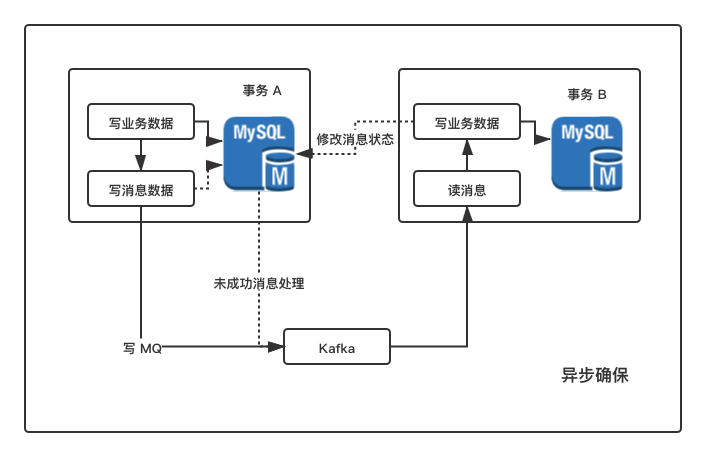 事务 A
事务 B
写业务数据
MySQL
修改消息状态
写业务数据
MySQL
写消息数据
M
读消息
M
未成功消息处理
写 MQ
Kafka
异步确保